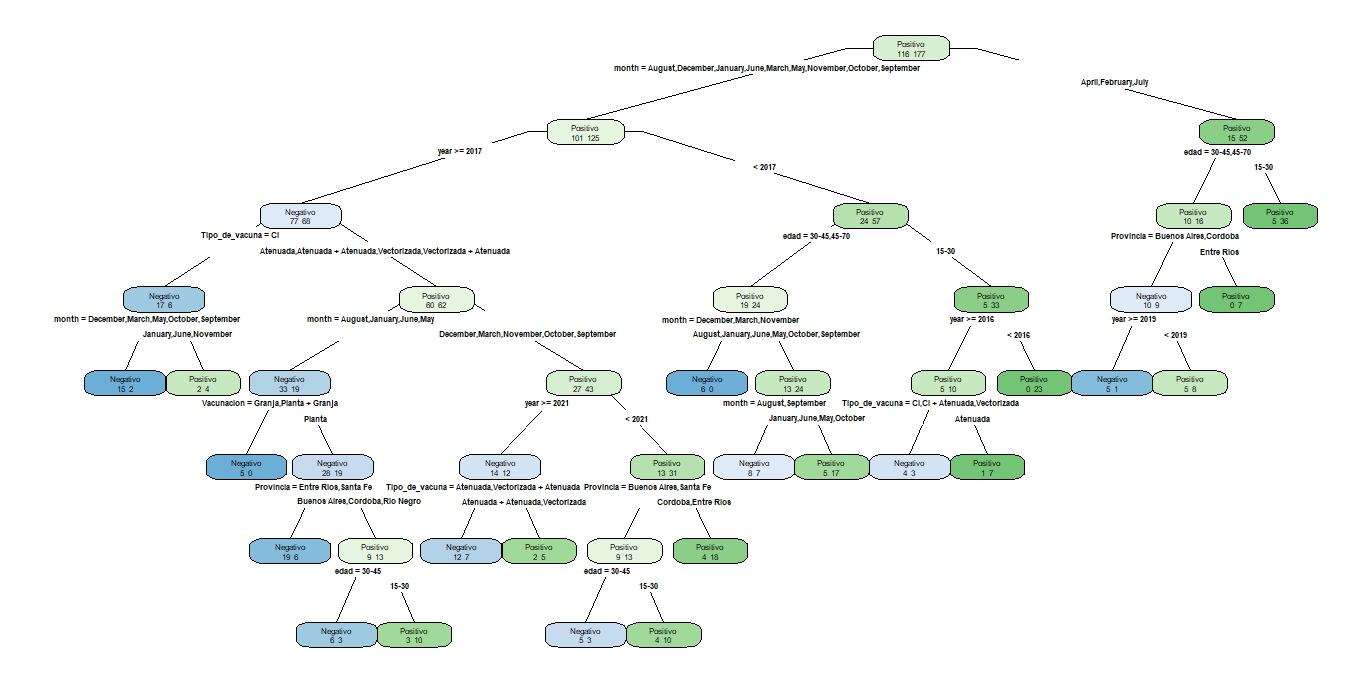 Positivo
116 177
month = August,December,January,June,March,May,November,October,September
April,February,July
Positivo
101 125
Positivo
15 52
year >= 2017
< 2017
edad = 30-45,45-70
15-30
Negativo
77 68
Positivo
24 57
Positivo
10 16
Positivo
5 36
Tipo_de_vacuna = CI
Atenuada,Atenuada + Atenuada,Vectorizada,Vectorizada + Atenuada
edad = 30-45,45-70
15-30
Provincia = Buenos Aires,Cordoba
Entre Rios
Negativo
17 6
Positivo
60 62
Positivo
19 24
Positivo
5 33
Negativo
10 9
Positivo
0 7
month = December,March,May,October,September
January,June,November
month = August,January,June,May
December,March,November,October,September
month = December,March,November
August,January,June,May,October,September
year >= 2016
< 2016
year >= 2019
< 2019
Negativo
15 2
Positivo
2 4
Negativo
33 19
Positivo
27 43
Negativo
6 0
Positivo
13 24
Positivo
5 10
Positivo
0 23
Negativo
5 1
Positivo
5 8
Vacunacion = Granja,Planta + Granja
Planta
year >= 2021
< 2021
month = August,September
January,June,May,October
Tipo_de_vacuna = CI,CI + Atenuada,Vectorizada
Atenuada
Negativo
5 0
Negativo
28 19
Negativo
14 12
Positivo
13 31
Negativo
8 7
Positivo
5 17
Negativo
4 3
Positivo
1 7
Provincia = Entre Rios,Santa Fe
Buenos Aires,Cordoba,Rio Negro
Tipo_de_vacuna = Atenuada,Vectorizada + Atenuada
Atenuada + Atenuada,Vectorizada
Provincia = Buenos Aires,Santa Fe
Cordoba,Entre Rios
Negativo
19 6
Positivo
9 13
Negativo
12 7
Positivo
2 5
Positivo
9 13
Positivo
4 18
edad = 30-45
15-30
edad = 30-45
15-30
Negativo
6 3
Positivo
3 10
Negativo
5 3
Positivo
4 10